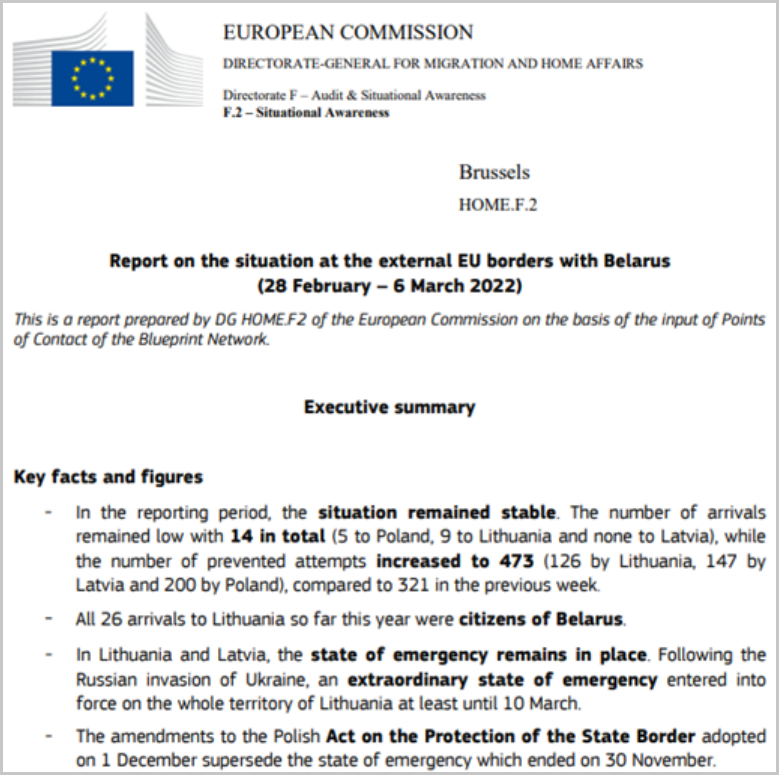 EUROPEAN COMMISSION
DIRECTORATE-GENERAL FOR MIGRATION AND HOME AFFAIRS
Directorate F – Audit & Situational Awareness
F.2 – Situational Awareness
Brussels
HOME.F.2
Report on the situation at the external EU borders with Belarus
(28 February – 6 March 2022)
This is a report prepared by DG HOME.F2 of the European Commission on the basis of the input of Points
of Contact of the Blueprint Network.
Executive summary
Key facts and figures
- In the reporting period, the situation remained stable. The number of arrivals
remained low with 14 in total (5 to Poland, 9 to Lithuania and none to Latvia), while
the number of prevented attempts increased to 473 (126 by Lithuania, 147 by
Latvia and 200 by Poland), compared to 321 in the previous week.
- All 26 arrivals to Lithuania so far this year were citizens of Belarus.
- In Lithuania and Latvia, the state of emergency remains in place. Following the
Russian invasion of Ukraine, an extraordinary state of emergency entered into
force on the whole territory of Lithuania at least until 10 March.
- The amendments to the Polish Act on the Protection of the State Border adopted
on 1 December supersede the state of emergency which ended on 30 November.